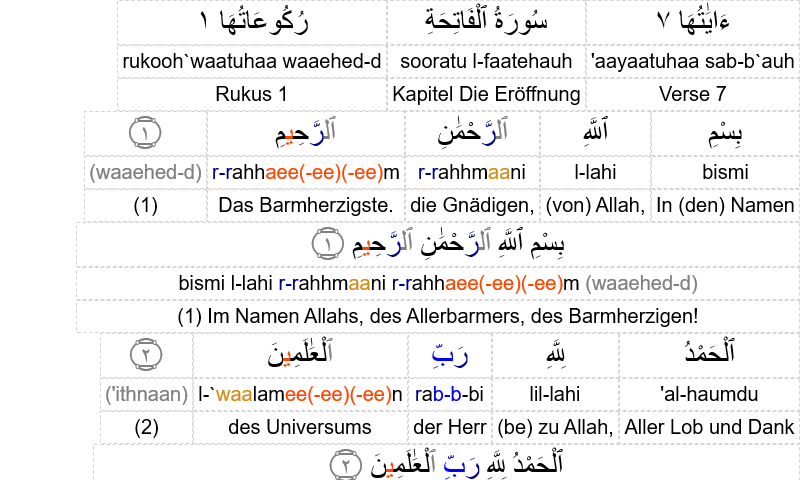 ءَايَٰتُهَا ٧ سُورَةُ ٱلْفَاتِحَةِ رُكُوعَاتُهَا ١
rukooh`waatuhaa waaehed-d sooratu l-faatehauh 'aayaatuhaa sab-b`auh
Rukus 1 Kapitel Die Eröffnung Verse 7
بِسْمِ ٱللَّهِ ٱلرَّحْمَٰنِ ٱلرَّحِيمِ ١
(waaehed-d) r-rahhaee(-ee)(-ee)m r-rahhmaani l-lahi bismi
(1) Das Barmherzigste. die Gnädigen, (von) Allah, In (den) Namen
بِسْمِ ٱللَّهِ ٱلرَّحْمَٰنِ ٱلرَّحِيمِ ١
bismi l-lahi r-rahhmaani r-rahhaee(-ee)(-ee)m (waaehed-d)
(1) Im Namen Allahs, des Allerbarmers, des Barmherzigen!
ٱلْحَمْدُ لِلَّهِ رَبِّ ٱلْعَٰلَمِينَ ٢
('ithnaan) l-`waalamee(-ee)(-ee)n rab-b-bi lil-lahi 'al-haumdu
(2) des Universums der Herr (be) zu Allah, Aller Lob und Dank
ٱلْحَمْدُ لِلَّهِ رَبِّ ٱلْعَٰلَمِينَ ٢